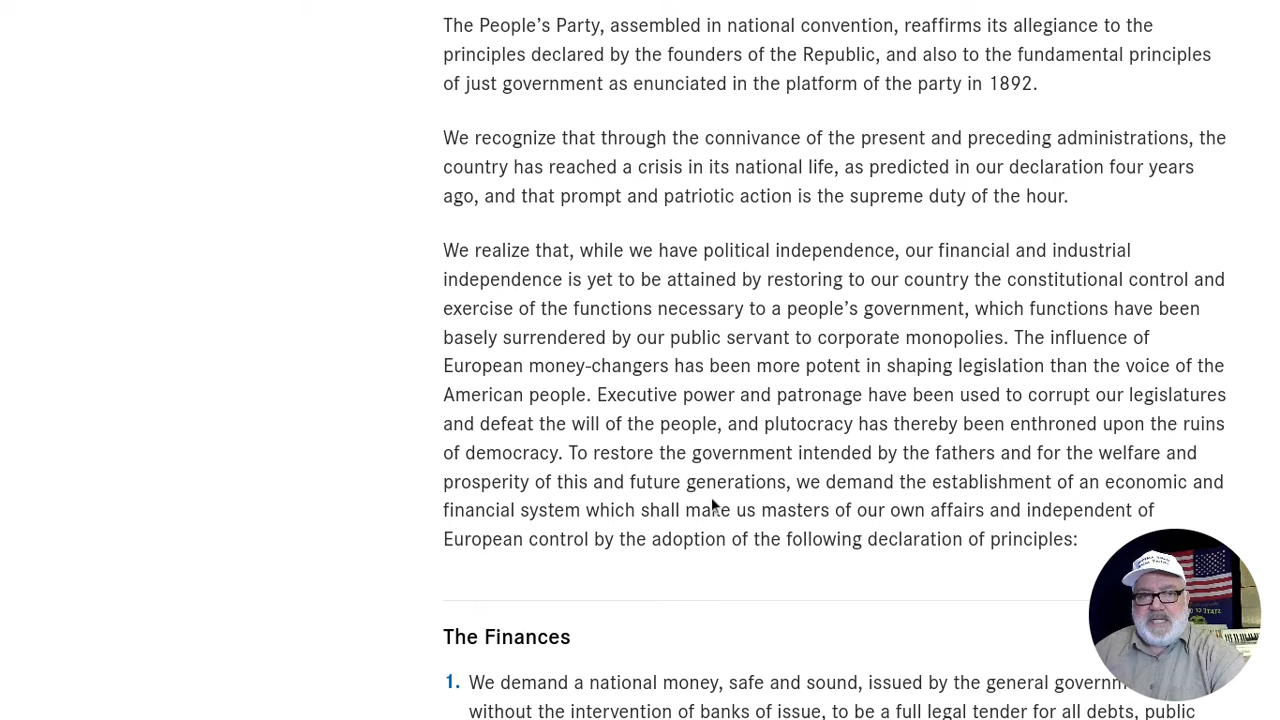 The People’s Party, assembled in national convention, reaffirms its allegiance to the
principles declared by the founders of the Republic, and also to the fundamental principles
of just government as enunciated in the platform of the party in 1892.
We recognize that through the connivance of the present and preceding administrations, the
country has reached a crisis in its national life, as predicted in our declaration four years
ago, and that prompt and patriotic action is the supreme duty of the hour.
We realize that, while we have political independence, our financial and industrial
independence is yet to be attained by restoring to our country the constitutional control and
exercise of the functions necessary to a people’s government, which functions have been
basely surrendered by our public servant to corporate monopolies. The influence of
European money-changers has been more potent in shaping legislation than the voice of the
American people. Executive power and patronage have been used to corrupt our legislatures
and defeat the will of the people, and plutocracy has thereby been enthroned upon the ruins
of democracy. To restore the government intended by the fathers and for the welfare and
prosperity of this and future generations, we demand the establishment of an economic and
financial system which shall make us masters of our own affairs and independent of
European control by the adoption of the following declaration of principles:
The Finances
1. We demand a national money, safe and sound, issued by the general
without the intervention of banks of issue, to be a full legal tender for all debts, public